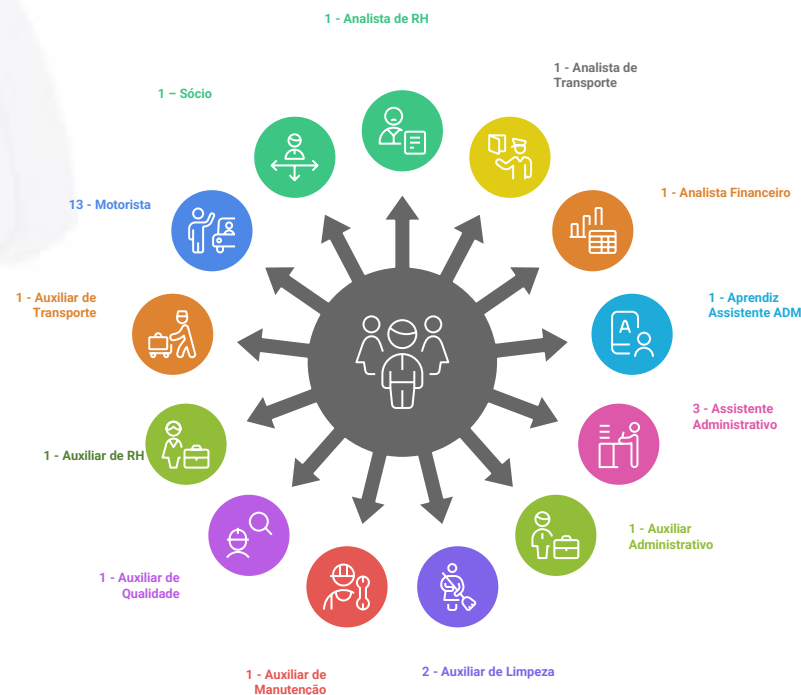 1 - Analista de RH
1 - Analista de
Transporte
1 – Sócio
1 - Analista Financeiro
13 - Motorista
1 - Auxiliar de
Transporte
1 - Aprendiz
Assistente ADM
A
3 - Assistente
Administrativo
1 - Auxiliar de RH
1 - Auxiliar
Administrativo
1 - Auxiliar de
Qualidade
2 - Auxiliar de Limpeza
1 - Auxiliar de
Manutenção